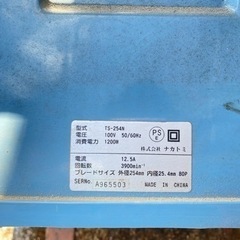 型式 TS-254N
電圧 100V 50/60Hz
消費電力 1200W
PS
E
株式会社 ナカトミ
電流 12.5A
回転数 3900min⁻¹
ブレードサイズ 外径254mm 内径25.4mm 80P
SERNo. A965503
MADE IN CHINA